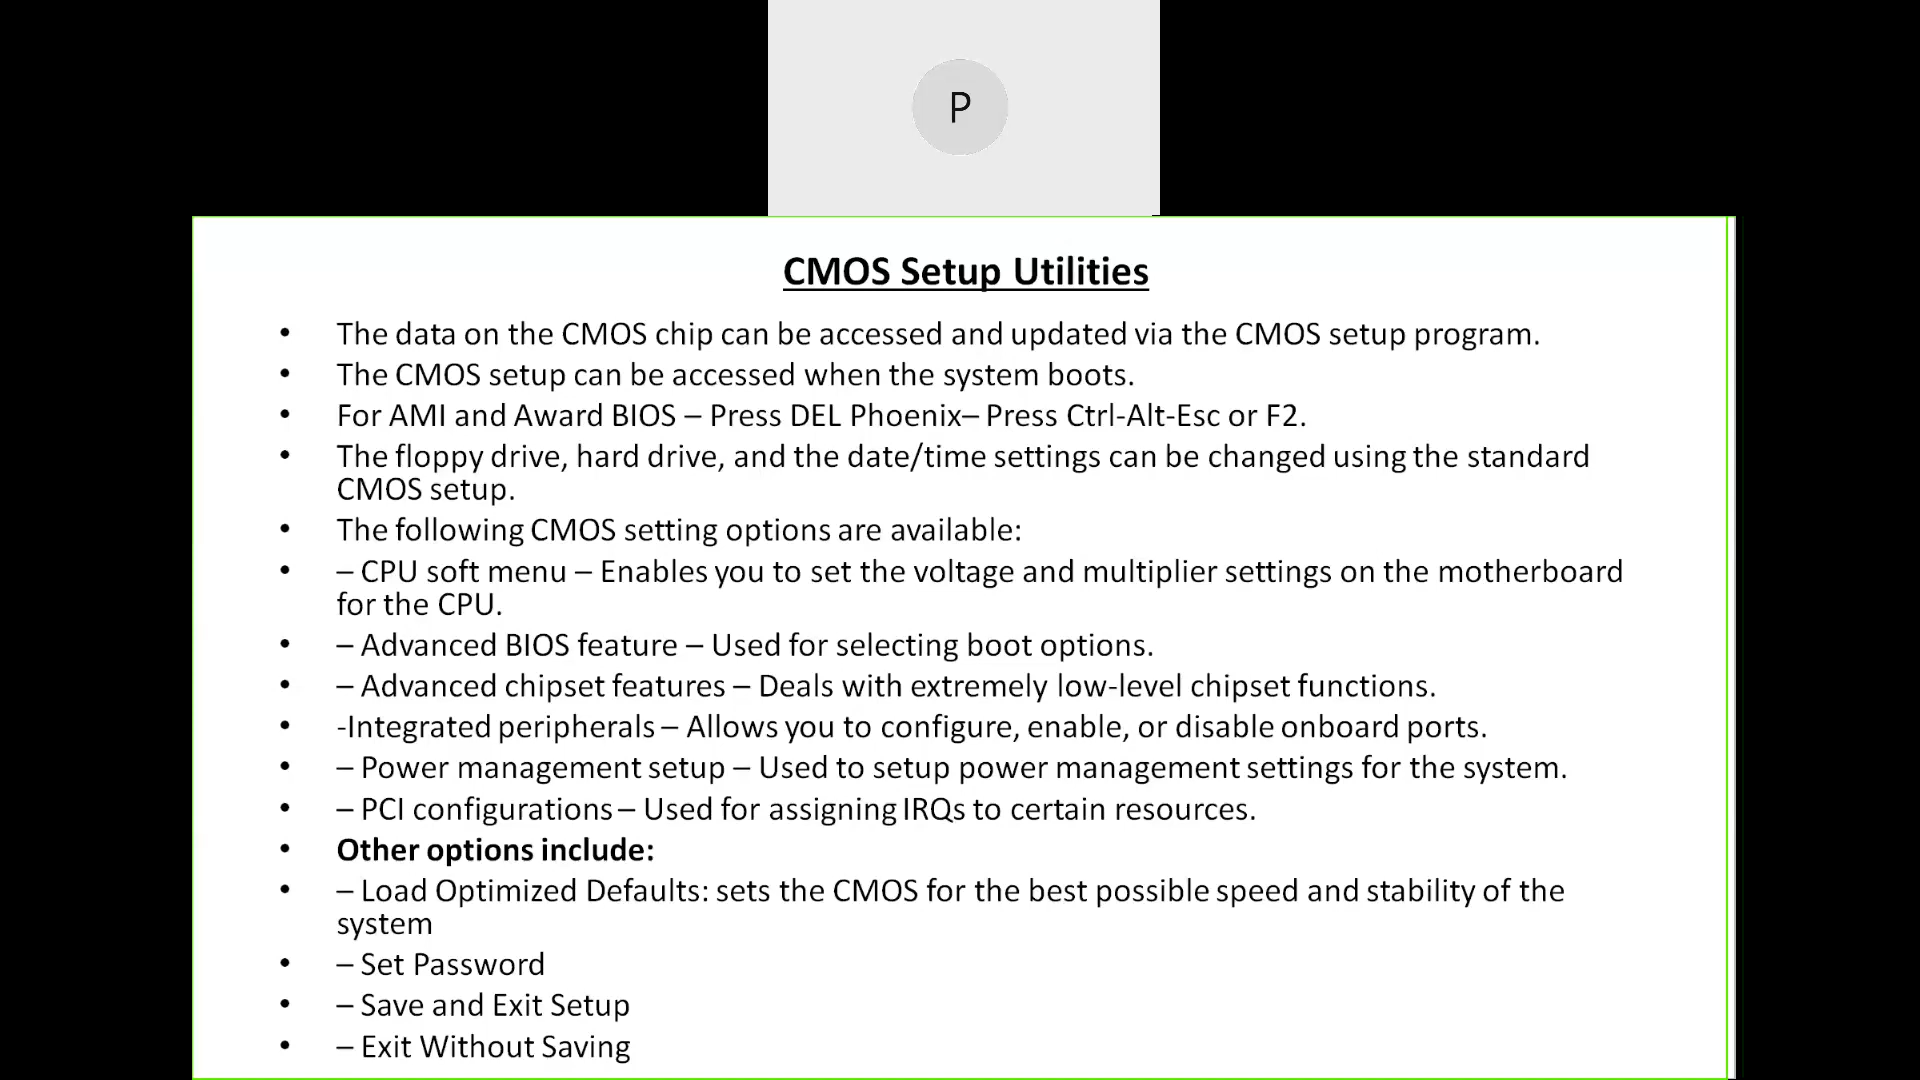 P
CMOS Setup Utilities
• The data on the CMOS chip can be accessed and updated via the CMOS setup program.
• The CMOS setup can be accessed when the system boots.
• For AMI and Award BIOS – Press DEL Phoenix– Press Ctrl-Alt-Esc or F2.
• The floppy drive, hard drive, and the date/time settings can be changed using the standard
CMOS setup.
• The following CMOS setting options are available:
• – CPU soft menu – Enables you to set the voltage and multiplier settings on the motherboard
for the CPU.
• – Advanced BIOS feature – Used for selecting boot options.
• – Advanced chipset features – Deals with extremely low-level chipset functions.
• -Integrated peripherals – Allows you to configure, enable, or disable onboard ports.
• – Power management setup – Used to setup power management settings for the system.
• – PCI configurations – Used for assigning IRQs to certain resources.
• Other options include:
• – Load Optimized Defaults: sets the CMOS for the best possible speed and stability of the
system
• – Set Password
• – Save and Exit Setup
• – Exit Without Saving